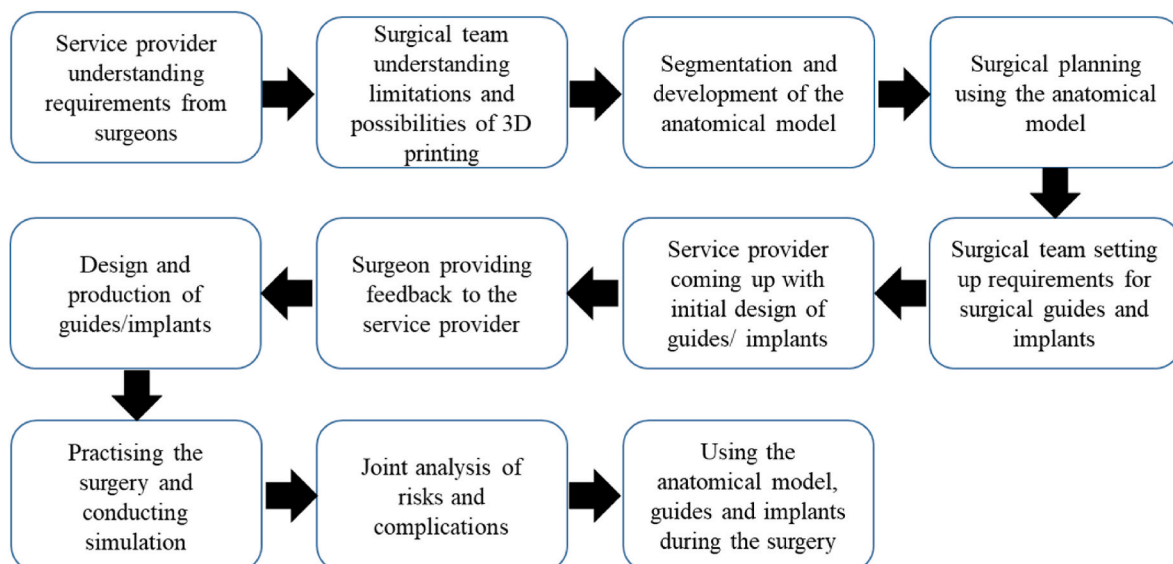 Service provider
understanding
requirements from
surgeons
Surgical team
understanding
limitations and
possibilities of 3D
printing
Segmentation and
development of the
anatomical model
Surgical planning
using the anatomical
model
Surgical team setting
up requirements for
surgical guides and
implants
Service provider
coming up with
initial design of
guides/ implants
Surgeon providing
feedback to the
service provider
Design and
production of
guides/implants
Practising the
surgery and
conducting
simulation
Joint analysis of
risks and
complications
Using the
anatomical model,
guides and implants
during the surgery